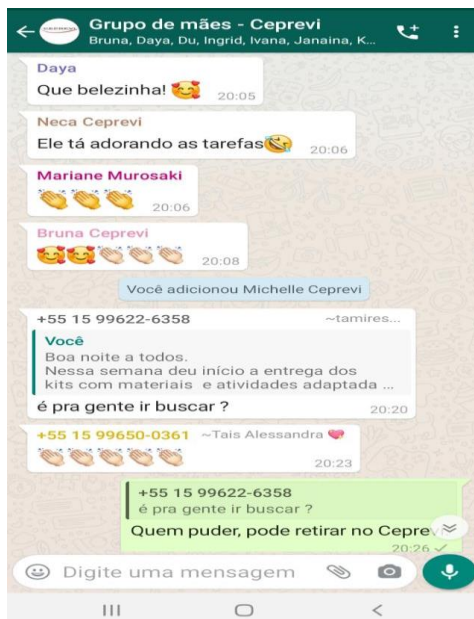 Grupo de mães - Ceprevi
Bruna, Daya, Du, Ingrid, Ivana, Janaina, K...
Daya
Que belezinha! 🥰
20:05
Neca Ceprevi
Ele tá adorando as tarefas🤣
20:06
Mariane Murosaki
👏👏👏
20:06
Bruna Ceprevi
🥰🥰👏👏👏
20:08
Você adicionou Michelle Ceprevi
+55 15 99622-6358 ~tamires...
Você
Boa noite a todos.
Nessa semana deu início a entrega dos
kits com materiais e atividades adaptada ...
é pra gente ir buscar ?
20:20
+55 15 99650-0361 ~Tais Alessandra 💗
👏👏👏👏👏
20:23
+55 15 99622-6358
é pra gente ir buscar ?
Quem puder, pode retirar no Cepre
20:26
Digite uma mensagem